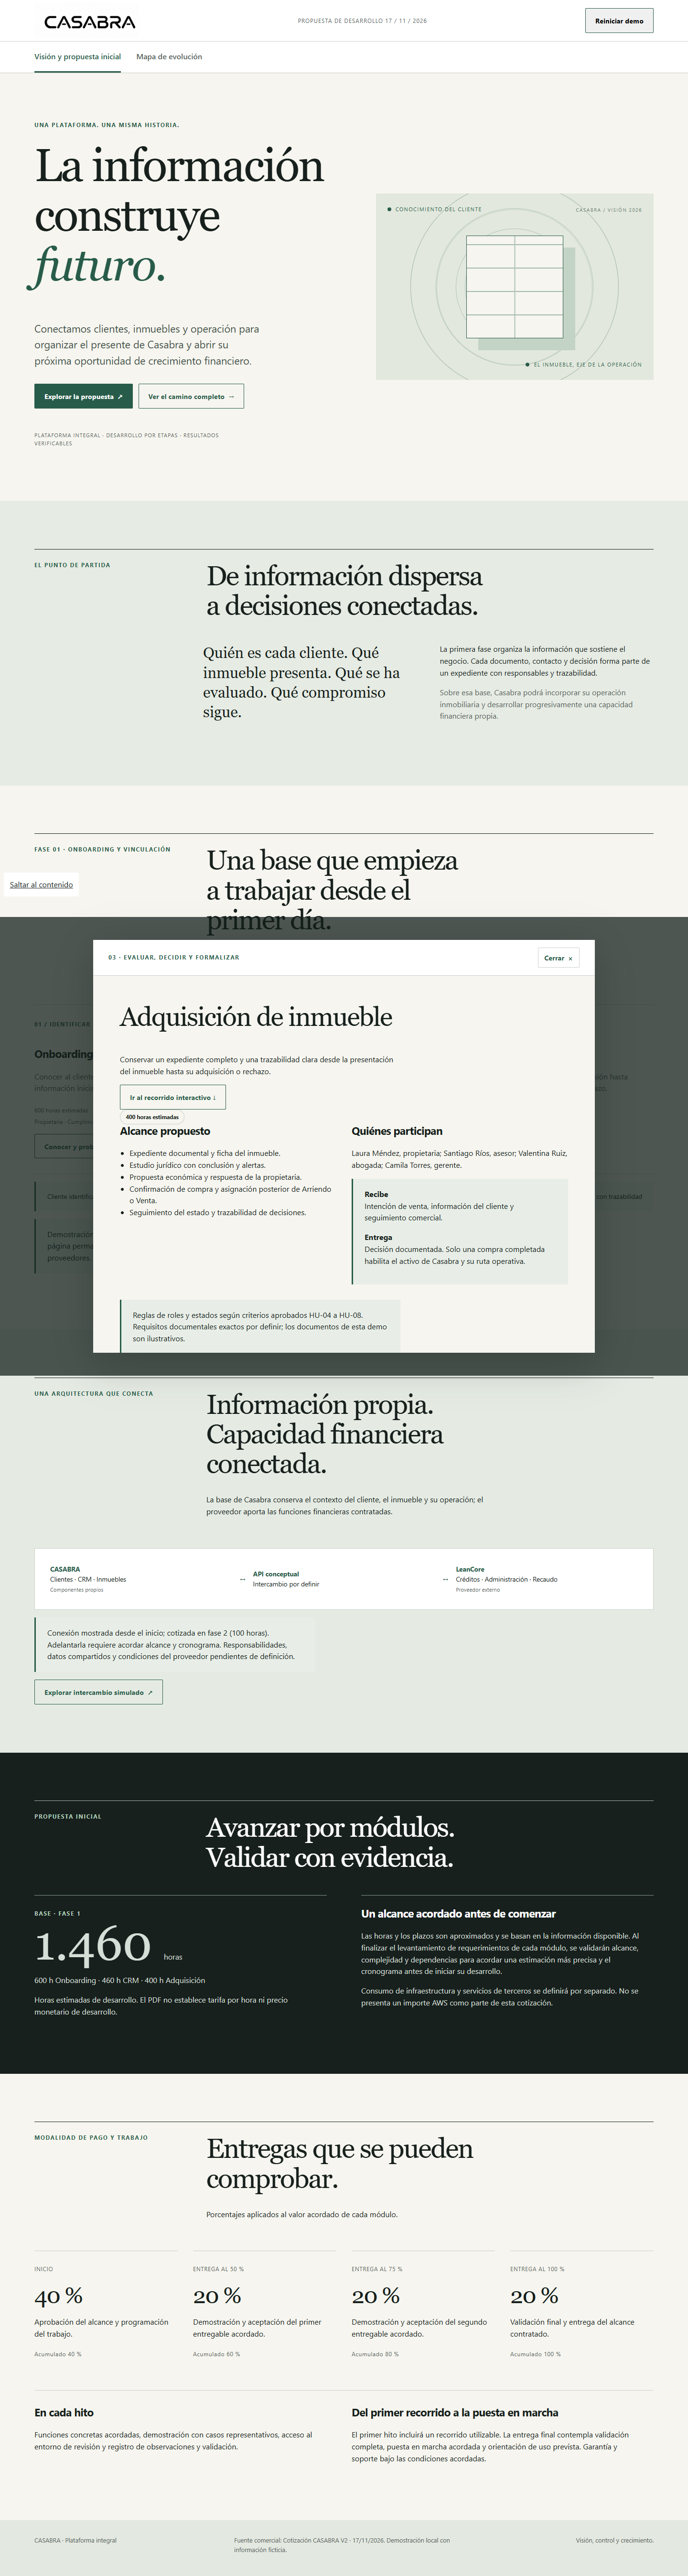 CASABRA
PROPUESTA DE DESARROLLO 17 / 11 / 2026
Reiniciar demo
Visión y propuesta inicial
Mapa de evolución
UNA PLATAFORMA. UNA MISMA HISTORIA.
La información
construye
futuro.
CONOCIMIENTO DEL CLIENTE
CASABRA / VISIÓN 2026
EL INMUEBLE, EJE DE LA OPERACIÓN
Conectamos clientes, inmuebles y operación para
organizar el presente de Casabra y abrir su
próxima oportunidad de crecimiento financiero.
Explorar la propuesta ↗
Ver el camino completo →
PLATAFORMA INTEGRAL · DESARROLLO POR ETAPAS · RESULTADOS
VERIFICABLES
EL PUNTO DE PARTIDA
De información dispersa
a decisiones conectadas.
Quién es cada cliente. Qué
inmueble presenta. Qué se ha
evaluado. Qué compromiso
sigue.
La primera fase organiza la información que sostiene el
negocio. Cada documento, contacto y decisión forma parte de
un expediente con responsables y trazabilidad.
Sobre esa base, Casabra podrá incorporar su operación
inmobiliaria y desarrollar progresivamente una capacidad
financiera propia.
FASE 01 · ONBOARDING Y VINCULACIÓN
Una base que empieza
a trabajar desde el
primer día.
Saltar al contenido
03 · EVALUAR, DECIDIR Y FORMALIZAR
Cerrar ×
01 / IDENTIFICAR
Onboarding
Conocer al cliente
información inicia
600 horas estimadas
Propietaria · Cumplimi
Conocer y prob
Cliente identific
Demostración
página perma
proveedores.
sión hasta
zo.
con trazabilidad
Adquisición de inmueble
Conservar un expediente completo y una trazabilidad clara desde la presentación
del inmueble hasta su adquisición o rechazo.
Ir al recorrido interactivo ↓
400 horas estimadas
Alcance propuesto
Expediente documental y ficha del inmueble.
Estudio jurídico con conclusión y alertas.
Propuesta económica y respuesta de la propietaria.
Confirmación de compra y asignación posterior de Arriendo
o Venta.
Seguimiento del estado y trazabilidad de decisiones.
Quiénes participan
Laura Méndez, propietaria; Santiago Ríos, asesor; Valentina Ruiz,
abogada; Camila Torres, gerente.
Recibe
Intención de venta, información del cliente y
seguimiento comercial.
Entrega
Decisión documentada. Solo una compra completada
habilita el activo de Casabra y su ruta operativa.
Reglas de roles y estados según criterios aprobados HU-04 a HU-08.
Requisitos documentales exactos por definir; los documentos de esta demo
son ilustrativos.
UNA ARQUITECTURA QUE CONECTA
Información propia.
Capacidad financiera
conectada.
La base de Casabra conserva el contexto del cliente, el inmueble y su operación; el
proveedor aporta las funciones financieras contratadas.
CASABRA
Clientes · CRM · Inmuebles
Componentes propios
↔
API conceptual
Intercambio por definir
↔
LeanCore
Créditos · Administración · Recaudo
Proveedor externo
Conexión mostrada desde el inicio; cotizada en fase 2 (100 horas).
Adelantarla requiere acordar alcance y cronograma. Responsabilidades,
datos compartidos y condiciones del proveedor pendientes de definición.
Explorar intercambio simulado ↗
PROPUESTA INICIAL
Avanzar por módulos.
Validar con evidencia.
BASE · FASE 1
1.460 horas
600 h Onboarding · 460 h CRM · 400 h Adquisición
Horas estimadas de desarrollo. El PDF no establece tarifa por hora ni precio
monetario de desarrollo.
Un alcance acordado antes de comenzar
Las horas y los plazos son aproximados y se basan en la información disponible. Al
finalizar el levantamiento de requerimientos de cada módulo, se validarán alcance,
complejidad y dependencias para acordar una estimación más precisa y el
cronograma antes de iniciar su desarrollo.
Consumo de infraestructura y servicios de terceros se definirá por separado. No se
presenta un importe AWS como parte de esta cotización.
MODALIDAD DE PAGO Y TRABAJO
Entregas que se pueden
comprobar.
Porcentajes aplicados al valor acordado de cada módulo.
INICIO
40 %
Aprobación del alcance y programación
del trabajo.
Acumulado 40 %
ENTREGA AL 50 %
20 %
Demostración y aceptación del primer
entregable acordado.
Acumulado 60 %
ENTREGA AL 75 %
20 %
Demostración y aceptación del segundo
entregable acordado.
Acumulado 80 %
ENTREGA AL 100 %
20 %
Validación final y entrega del alcance
contratado.
Acumulado 100 %
En cada hito
Funciones concretas acordadas, demostración con casos representativos, acceso al
entorno de revisión y registro de observaciones y validación.
Del primer recorrido a la puesta en marcha
El primer hito incluirá un recorrido utilizable. La entrega final contempla validación
completa, puesta en marcha acordada y orientación de uso prevista. Garantía y
soporte bajo las condiciones acordadas.
CASABRA · Plataforma integral
Fuente comercial: Cotización CASABRA V2 · 17/11/2026. Demostración local con
información ficticia.
Visión, control y crecimiento.